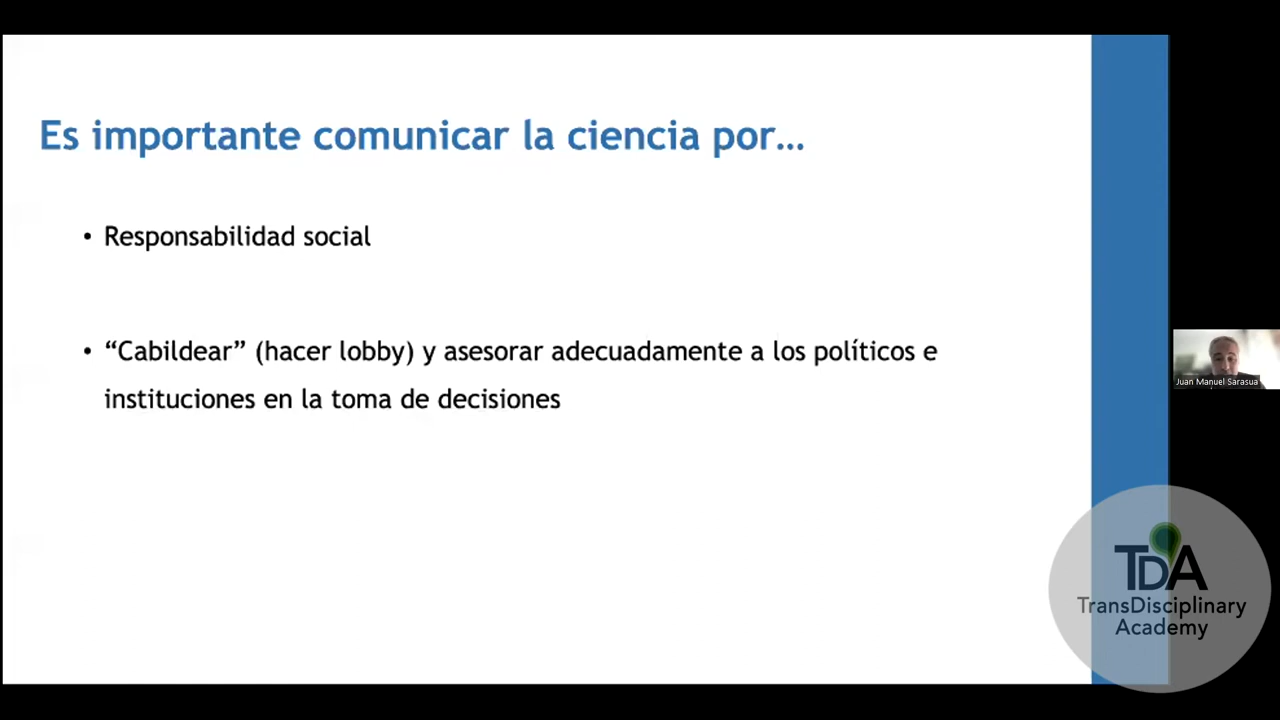 Es importante comunicar la ciencia por...
• Responsabilidad social
• “Cabildear” (hacer lobby) y asesorar adecuadamente a los políticos e
instituciones en la toma de decisiones
Juan Manuel Sarasua
TDA
TransDisciplinary
Academy